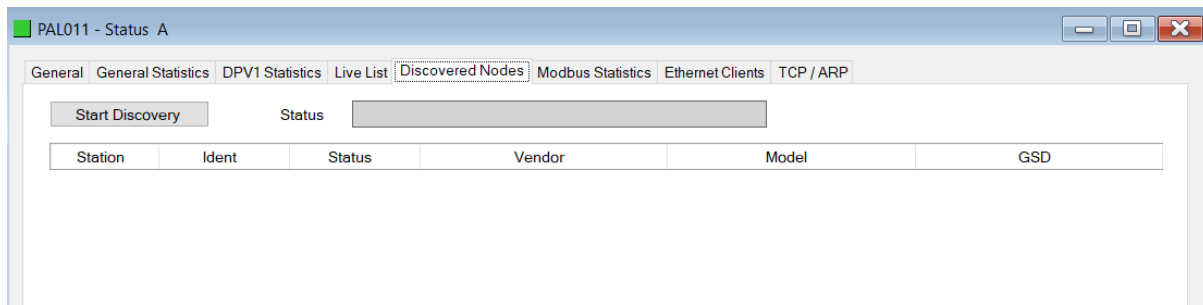 PAL011 - Status A
General General Statistics DPV1 Statistics Live List Discovered Nodes Modbus Statistics Ethernet Clients TCP / ARP
Start Discovery Status
Station Ident Status Vendor Model GSD